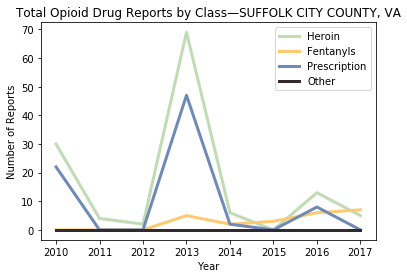 Total Opioid Drug Reports by Class—SUFFOLK CITY COUNTY, VA
Heroin
Fentanyls
Prescription
Other
Number of Reports
70
60
50
40
30
20
10
0
2010 2011 2012 2013 2014 2015 2016 2017
Year